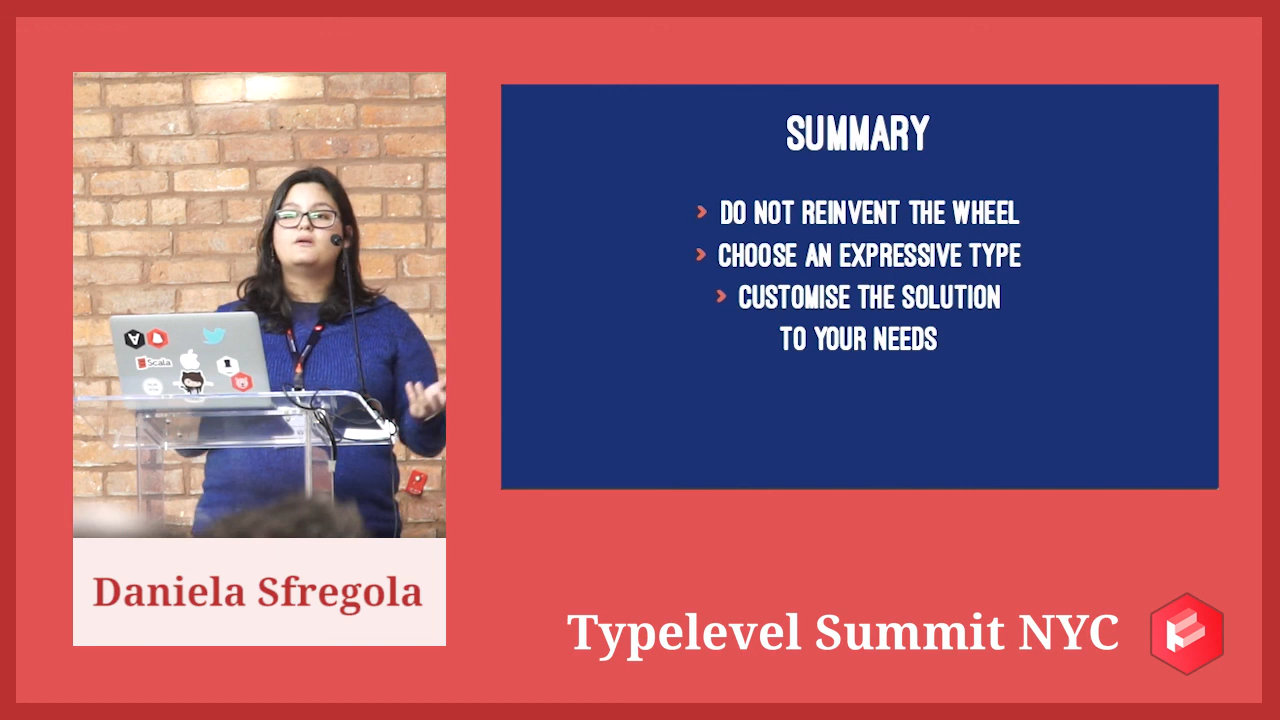 SUMMARY
› DO NOT REINVENT THE WHEEL
› CHOOSE AN EXPRESSIVE TYPE
› CUSTOMISE THE SOLUTION
TO YOUR NEEDS
Scala
Daniela Sfregola
Typelevel Summit NYC